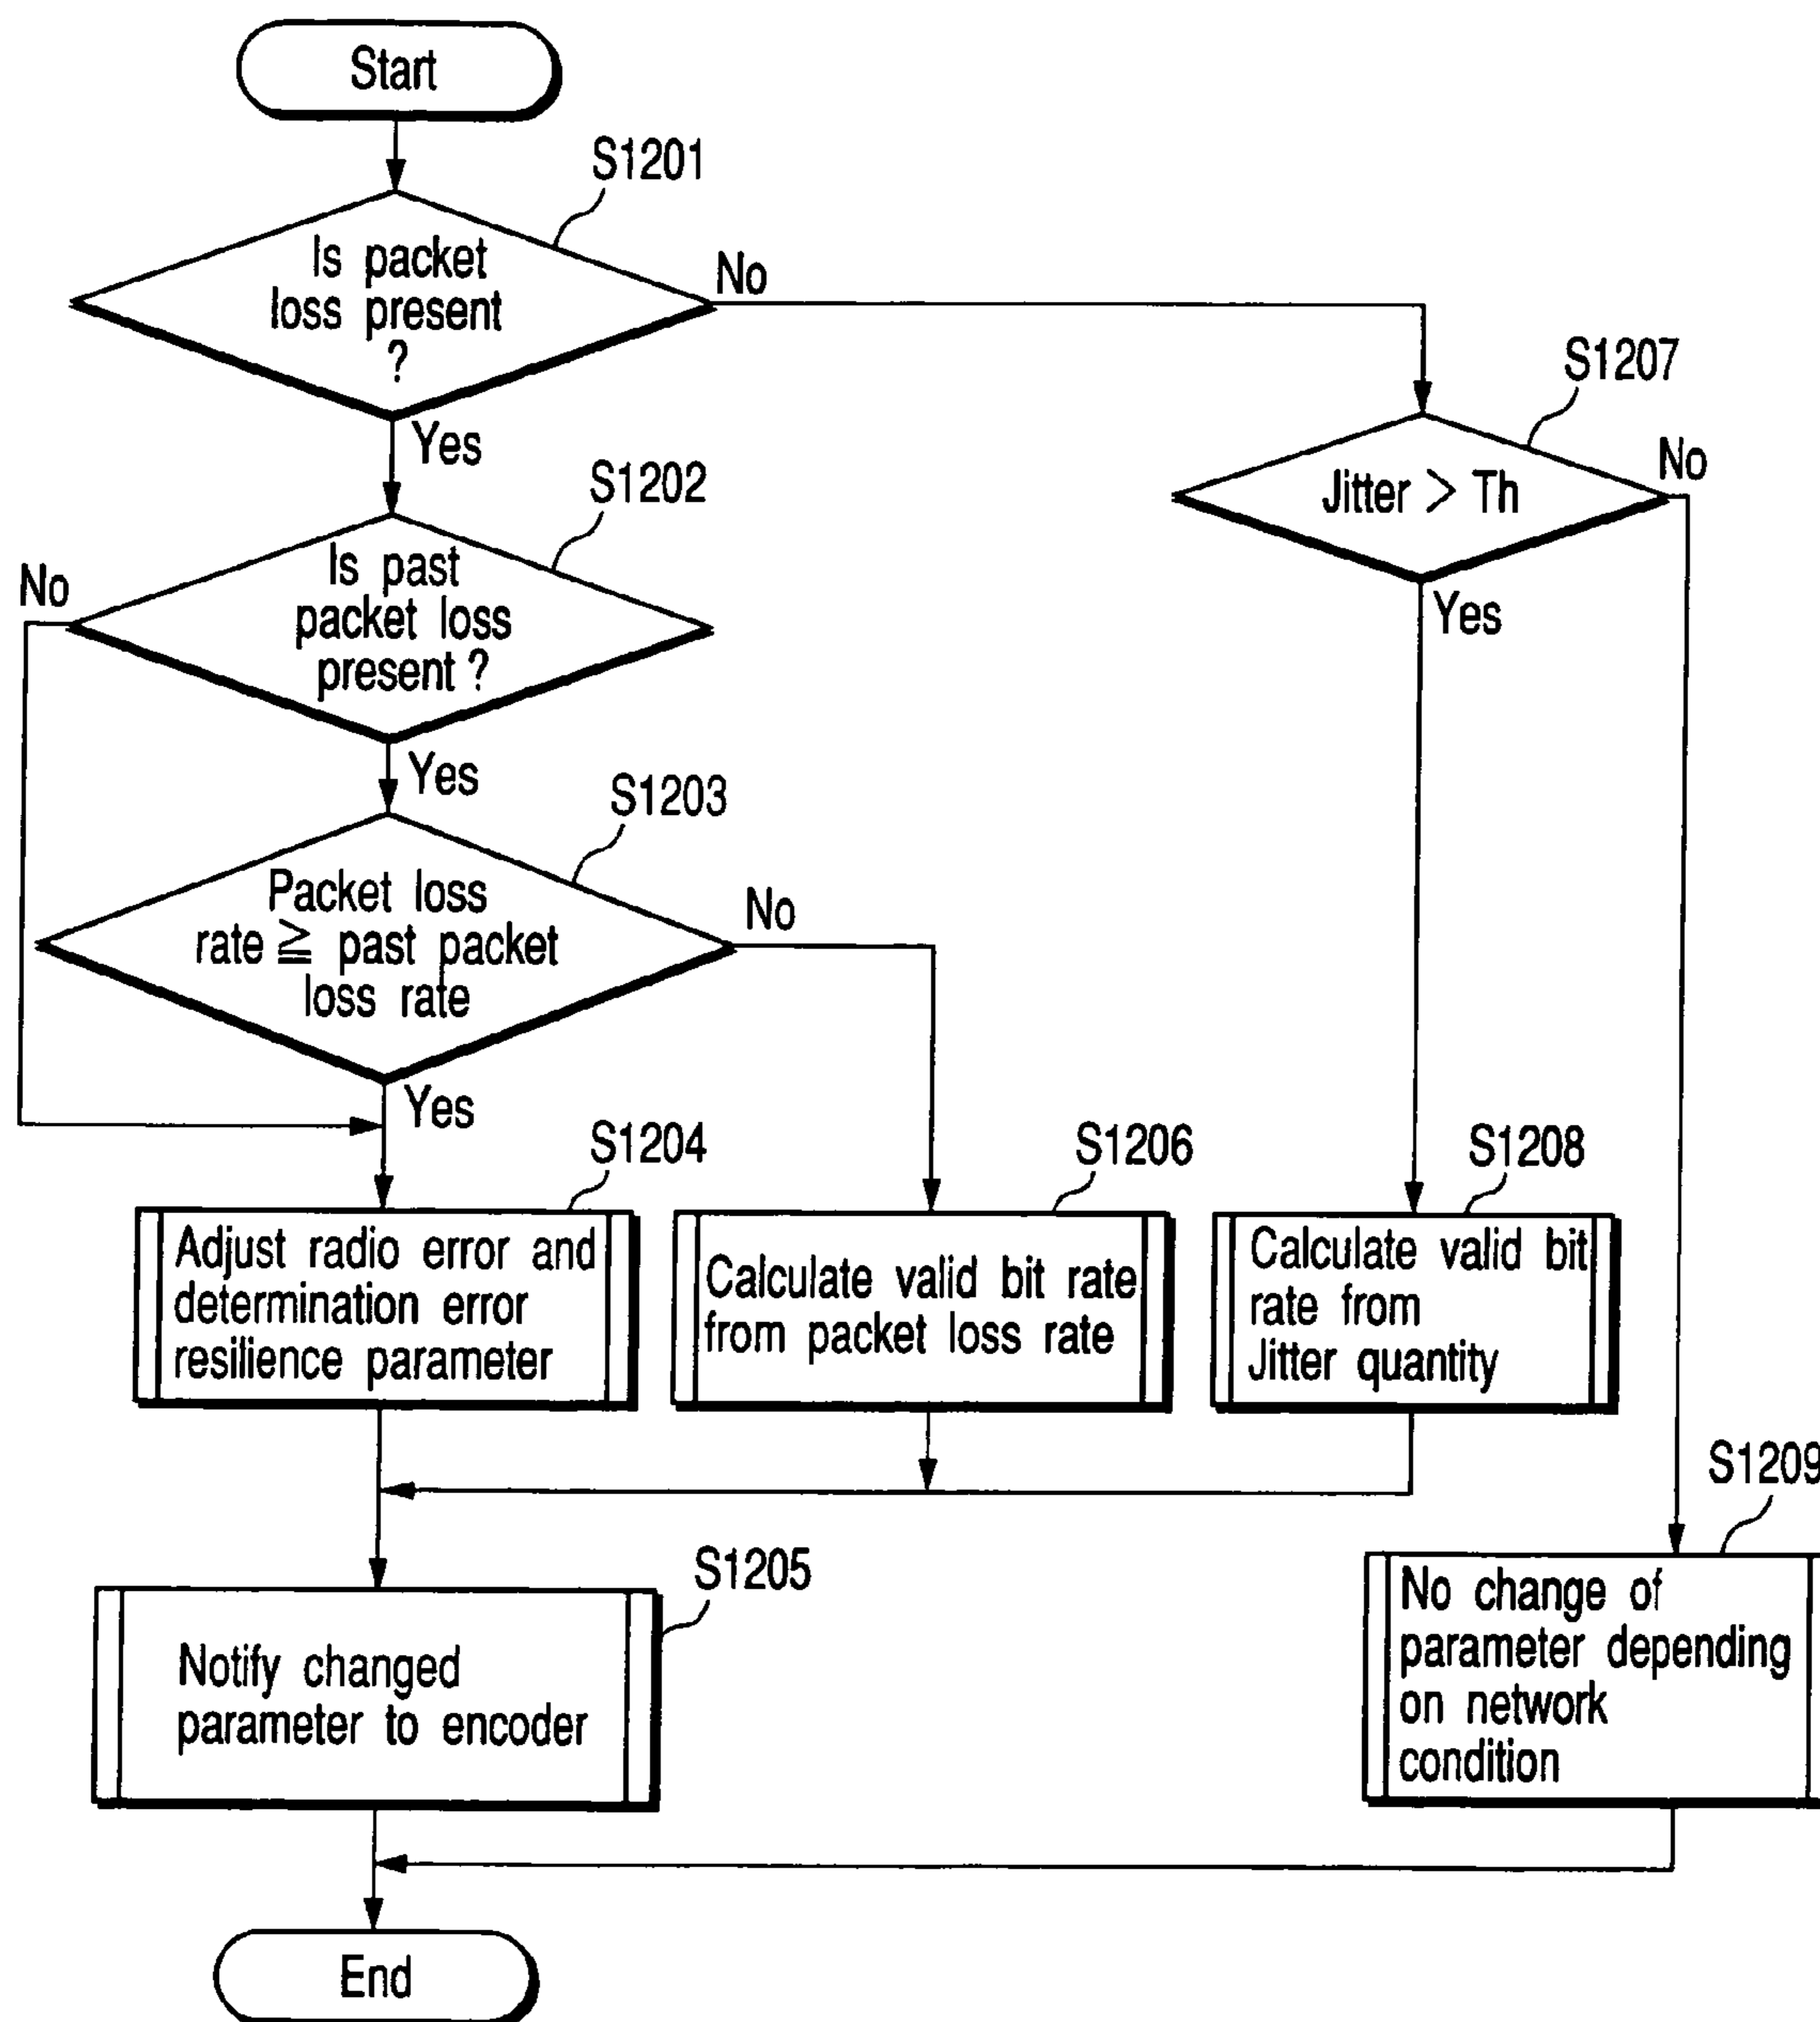 Start
S1201
Is packet
loss present
?
No
Yes
S1207
Jitter > Th
No
Yes
S1202
Is past
packet loss
present ?
No
Yes
S1203
Packet loss
rate ≧ past packet
loss rate
No
Yes
S1204
Adjust radio error and
determination error
resilience parameter
S1206
Calculate valid bit rate
from packet loss rate
S1208
Calculate valid bit
rate from
Jitter quantity
S1209
No change of
parameter depending
on network
condition
S1205
Notify changed
parameter to encoder
End